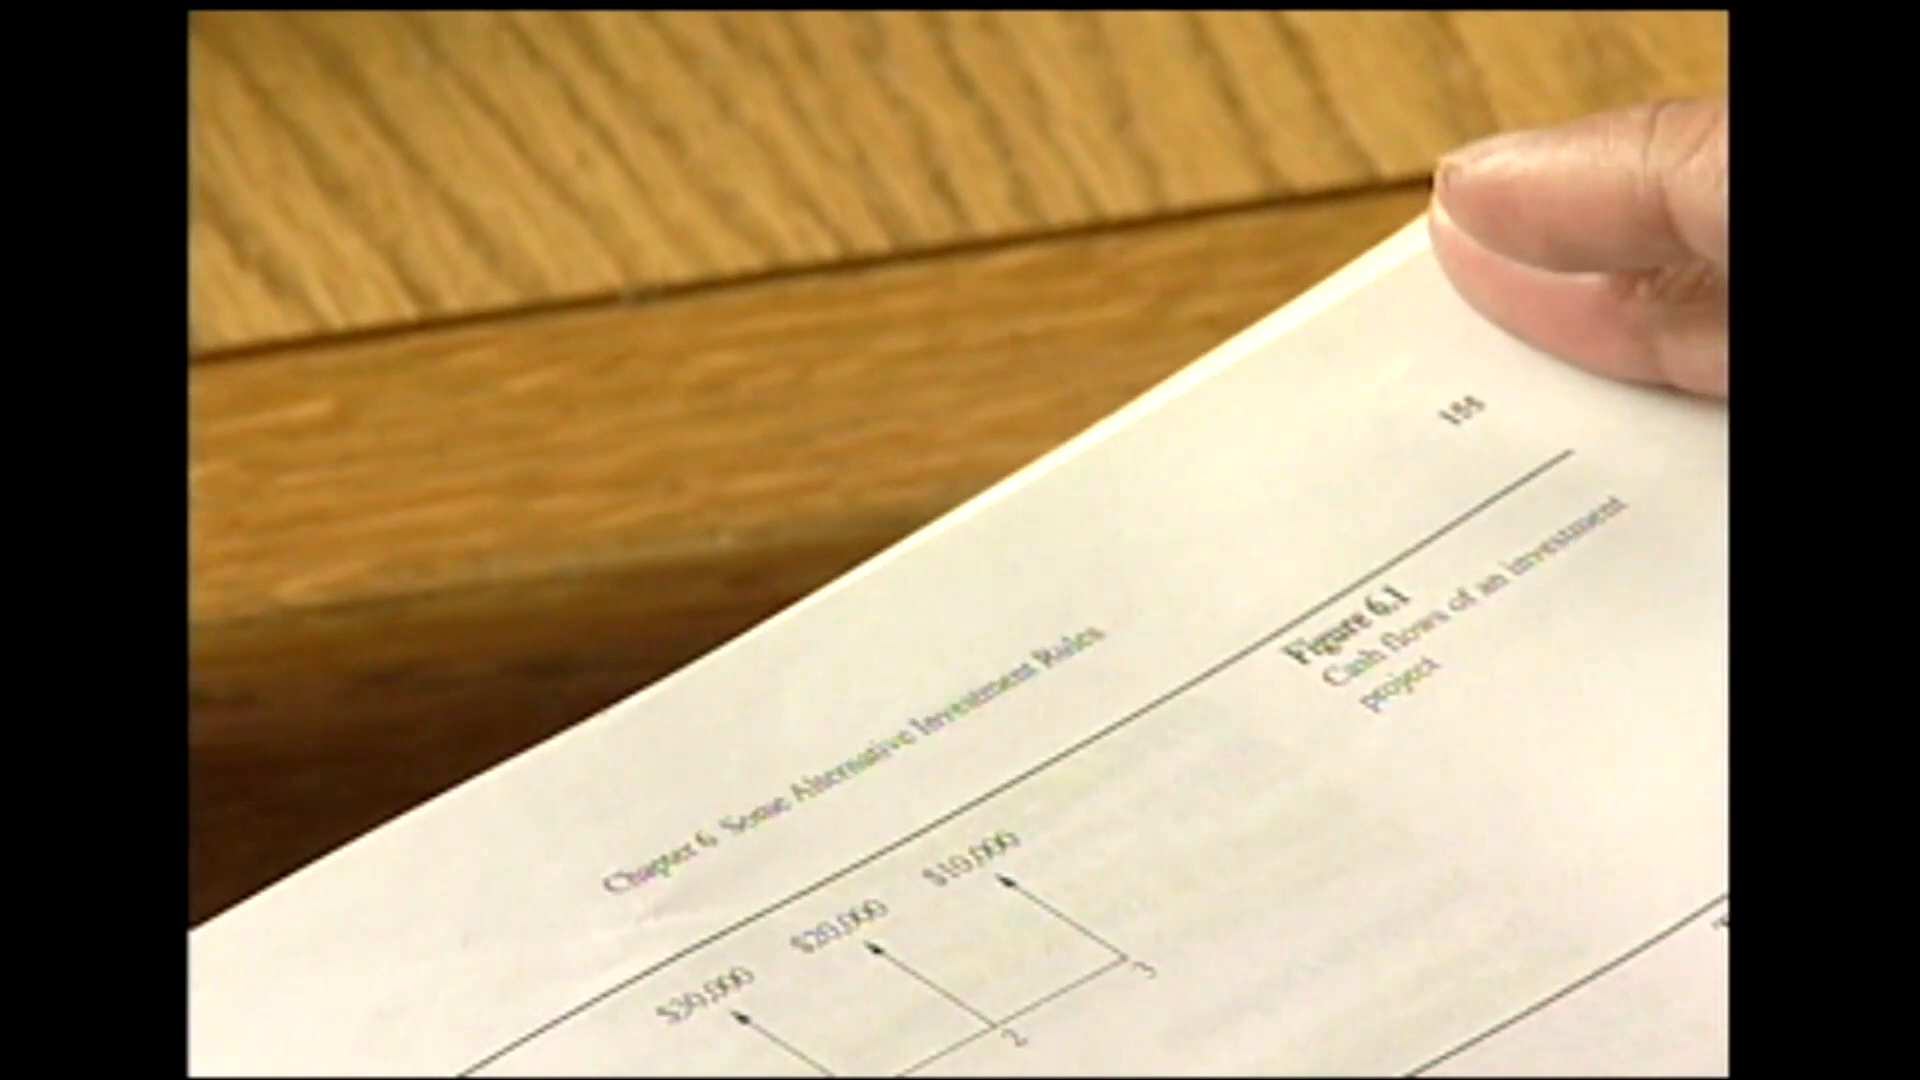 Chapter 6 Some Alternative Investment Rules
155
Figure 6.1
Cash flows of an investment
project
$30,000
$20,000
$10,000
2
3